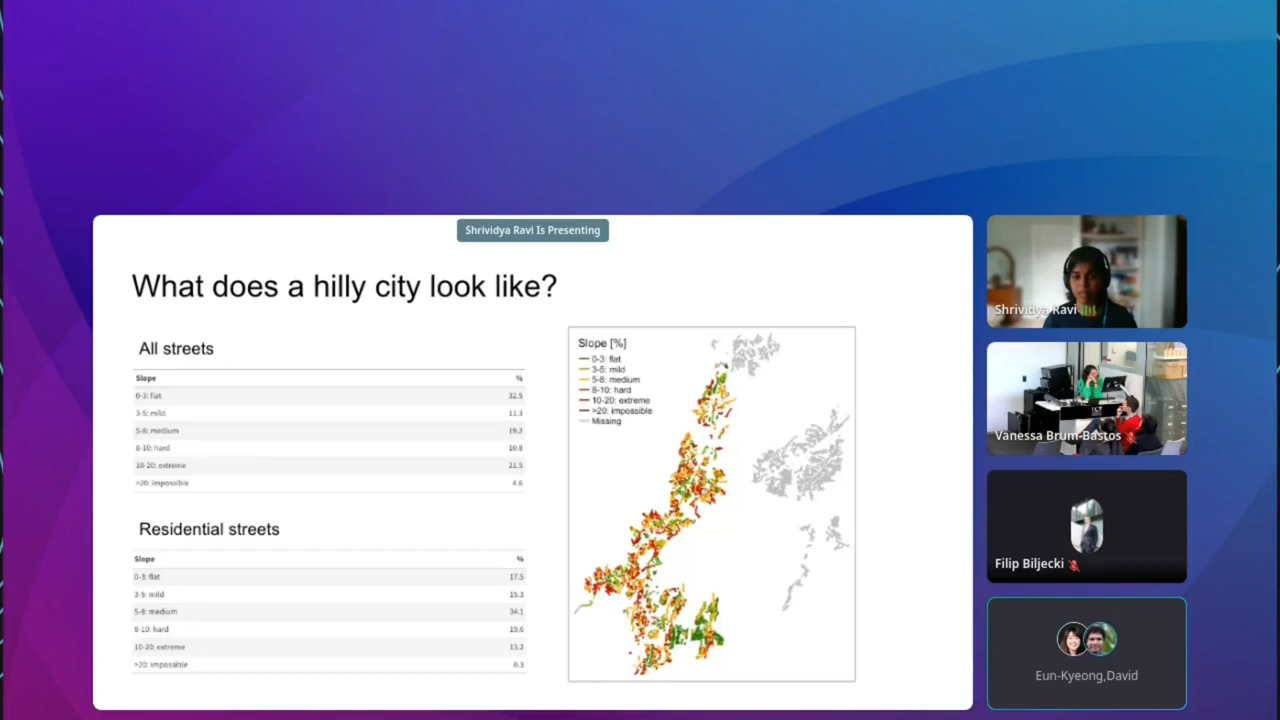 Shrividya Ravi Is Presenting
What does a hilly city look like?
All streets
Slope %
0-3: flat 32.5
3-5: mild 11.3
5-8: medium 19.2
8-10: hard 10.8
10-20: extreme 21.5
>20: impossible 4.6
Residential streets
Slope %
0-3: flat 17.5
3-5: mild 15.3
5-8: medium 34.1
8-10: hard 19.6
10-20: extreme 13.2
>20: impossible 0.3
Slope [%]
0-3: flat
3-5: mild
5-8: medium
8-10: hard
10-20: extreme
>20: impossible
Missing
Shrividya Ravi
Vanessa Brum-Bastos
Filip Biljecki
Eun-Kyeong,David